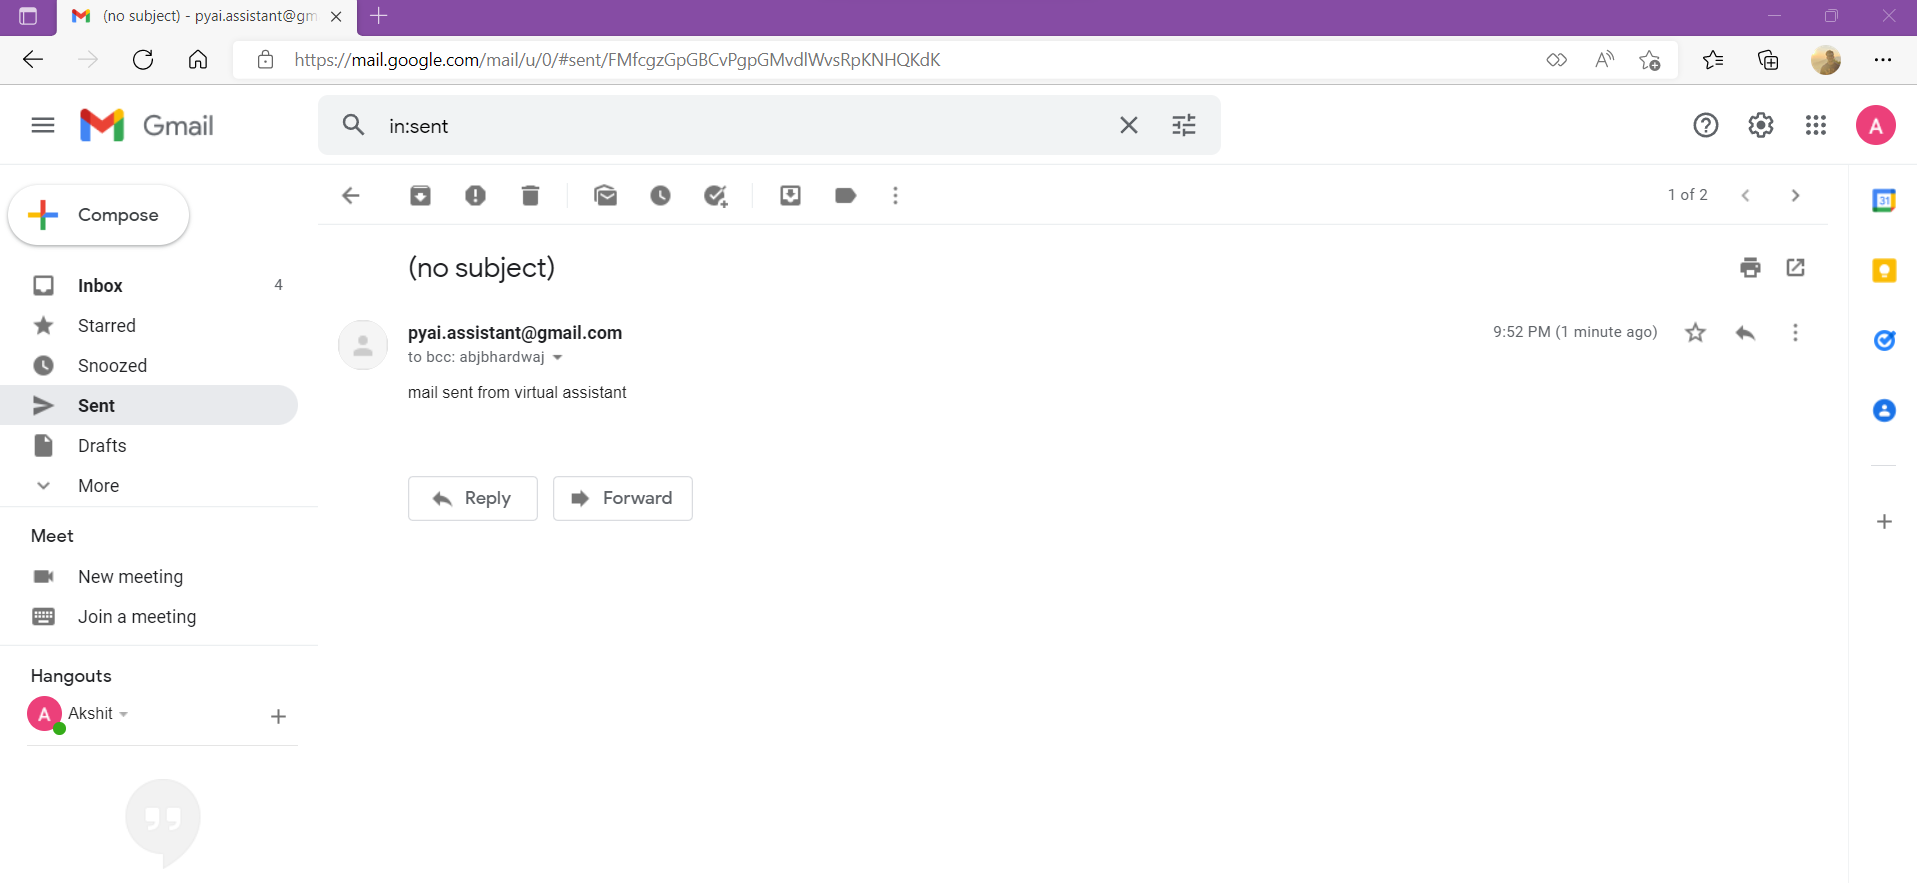 (no subject) - pyai.assistant@gm
https://mail.google.com/mail/u/0/#sent/FMfcgzGpGBCvPgpGMvdlWvsRpKNHQKdK
Gmail
in:sent
A
Compose
1 of 2
31
(no subject)
Inbox 4
Starred
Snoozed
Sent
Drafts
More
pyai.assistant@gmail.com
9:52 PM (1 minute ago)
to bcc: abjbhardwaj
mail sent from virtual assistant
Reply
Forward
Meet
New meeting
Join a meeting
Hangouts
A Akshit